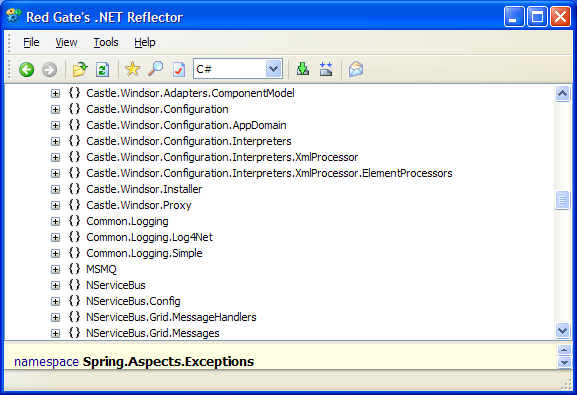 Red Gate's .NET Reflector
File View Tools Help
C#
{} Castle.Windsor.Adapters.ComponentModel
{} Castle.Windsor.Configuration
{} Castle.Windsor.Configuration.AppDomain
{} Castle.Windsor.Configuration.Interpreters
{} Castle.Windsor.Configuration.Interpreters.XmlProcessor
{} Castle.Windsor.Configuration.Interpreters.XmlProcessor.ElementProcessors
{} Castle.Windsor.Installer
{} Castle.Windsor.Proxy
{} Common.Logging
{} Common.Logging.Log4Net
{} Common.Logging.Simple
{} MSMQ
{} NServiceBus
{} NServiceBus.Config
{} NServiceBus.Grid.MessageHandlers
{} NServiceBus.Grid.Messages
namespace Spring.Aspects.Exceptions